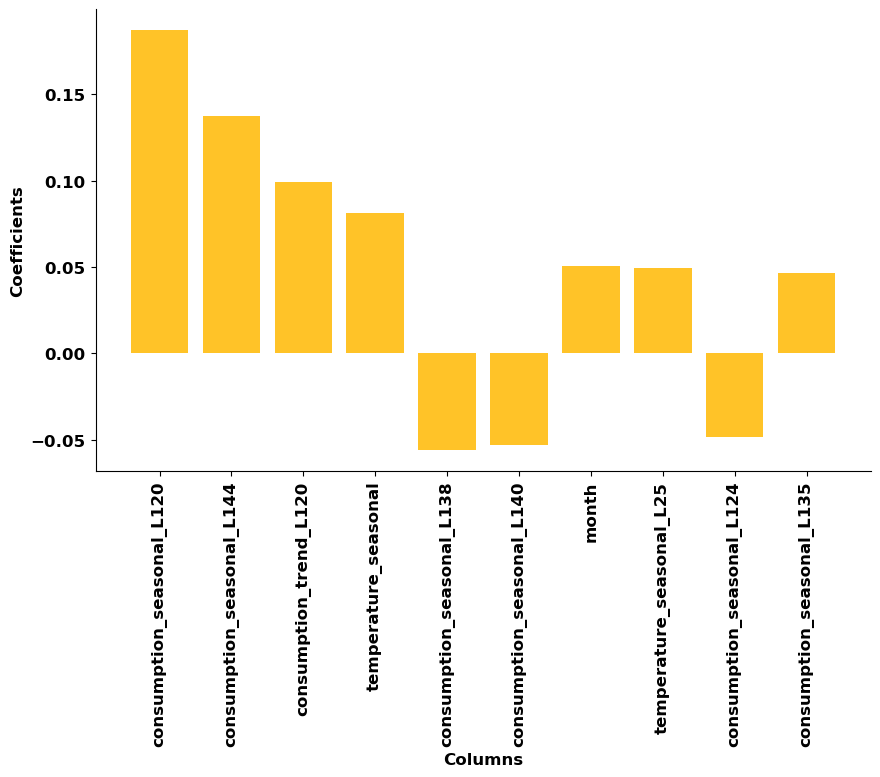 Coefficients
0.15
0.10
0.05
0.00
−0.05
consumption_seasonal_L120
consumption_seasonal_L144
consumption_trend_L120
temperature_seasonal
consumption_seasonal_L138
consumption_seasonal_L140
month
temperature_seasonal_L25
consumption_seasonal_L124
consumption_seasonal_L135
Columns